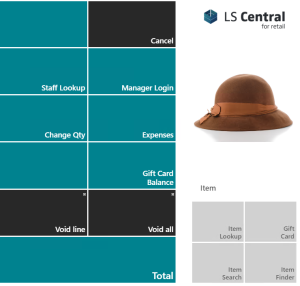 LS Central
for retail
Cancel
Staff Lookup
Manager Login
Change Qty
Expenses
Gift Card
Balance
Void line
Void all
Total
Item
Item
Lookup
Gift
Card
Item
Search
Item
Finder